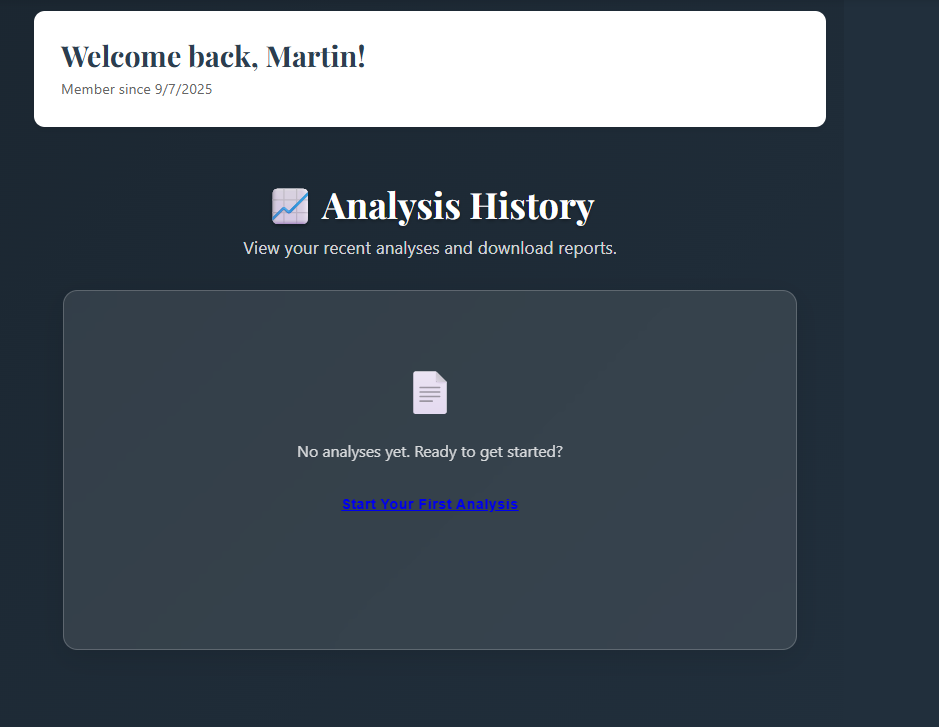 Welcome back, Martin!
Member since 9/7/2025
Analysis History
View your recent analyses and download reports.
No analyses yet. Ready to get started?
Start Your First Analysis